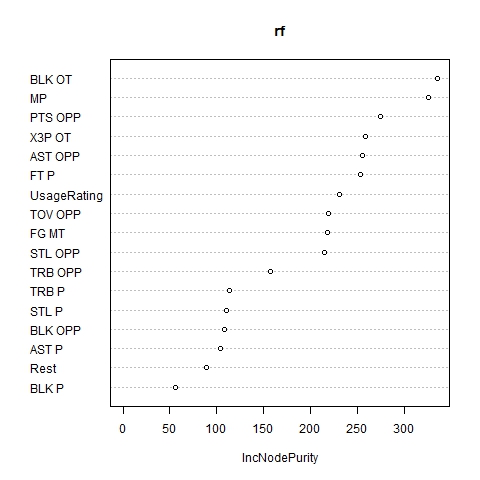 rf
BLK OT
MP
PTS OPP
X3P OT
AST OPP
FT P
UsageRating
TOV OPP
FG MT
STL OPP
TRB OPP
TRB P
STL P
BLK OPP
AST P
Rest
BLK P
0 50 100 150 200 250 300
IncNodePurity